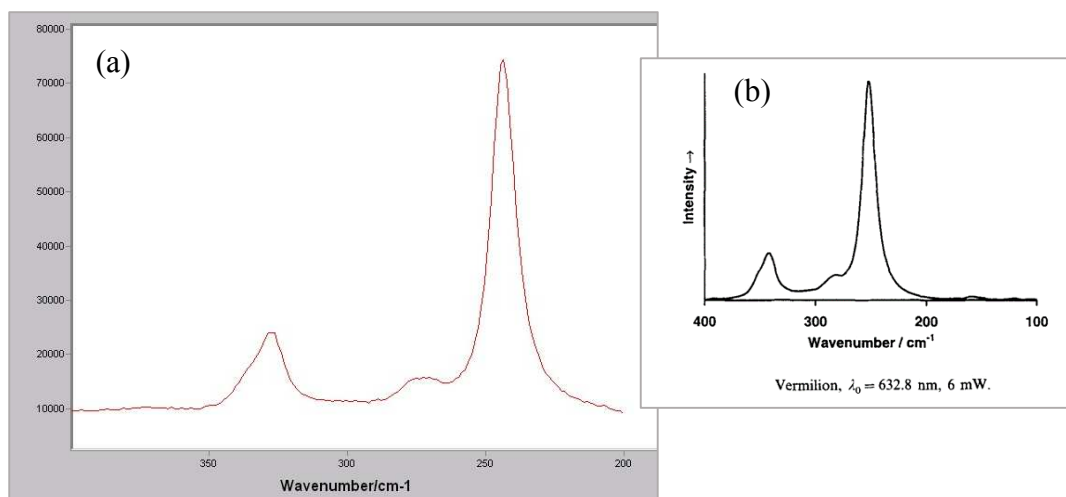 (a)
80000
70000
60000
50000
40000
30000
20000
10000
350 300 250 200
Wavenumber/cm-1
(b)
Intensity →
400 300 200 100
Wavenumber / cm⁻¹
Vermilion, λ₀ = 632.8 nm, 6 mW.